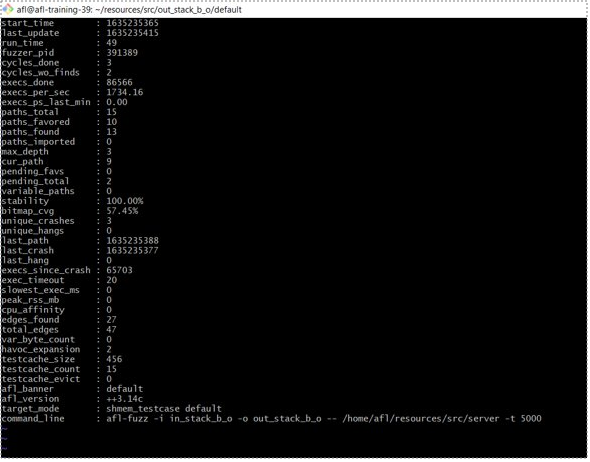 afl@afl-training-39: ~/resources/src/out_stack_b_o/default
start_time : 1635235365
last_update : 1635235415
run_time : 49
fuzzer_pid : 391389
cycles_done : 3
cycles_wo_finds : 2
execs_done : 86566
execs_per_sec : 1734.16
execs_ps_last_min : 0.00
paths_total : 15
paths_favored : 10
paths_found : 13
paths_imported : 0
max_depth : 3
cur_path : 9
pending_favs : 0
pending_total : 2
variable_paths : 0
stability : 100.00%
bitmap_cvg : 57.45%
unique_crashes : 3
unique_hangs : 0
last_path : 1635235388
last_crash : 1635235377
last_hang : 0
execs_since_crash : 65703
exec_timeout : 20
slowest_exec_ms : 0
peak_rss_mb : 0
cpu_affinity : 0
edges_found : 27
total_edges : 47
var_byte_count : 0
havoc_expansion : 2
testcache_size : 456
testcache_count : 15
testcache_evict : 0
afl_banner : default
afl_version : ++3.14c
target_mode : shmem_testcase default
command_line : afl-fuzz -i in_stack_b_o -o out_stack_b_o -- /home/afl/resources/src/server -t 5000
~
~
~